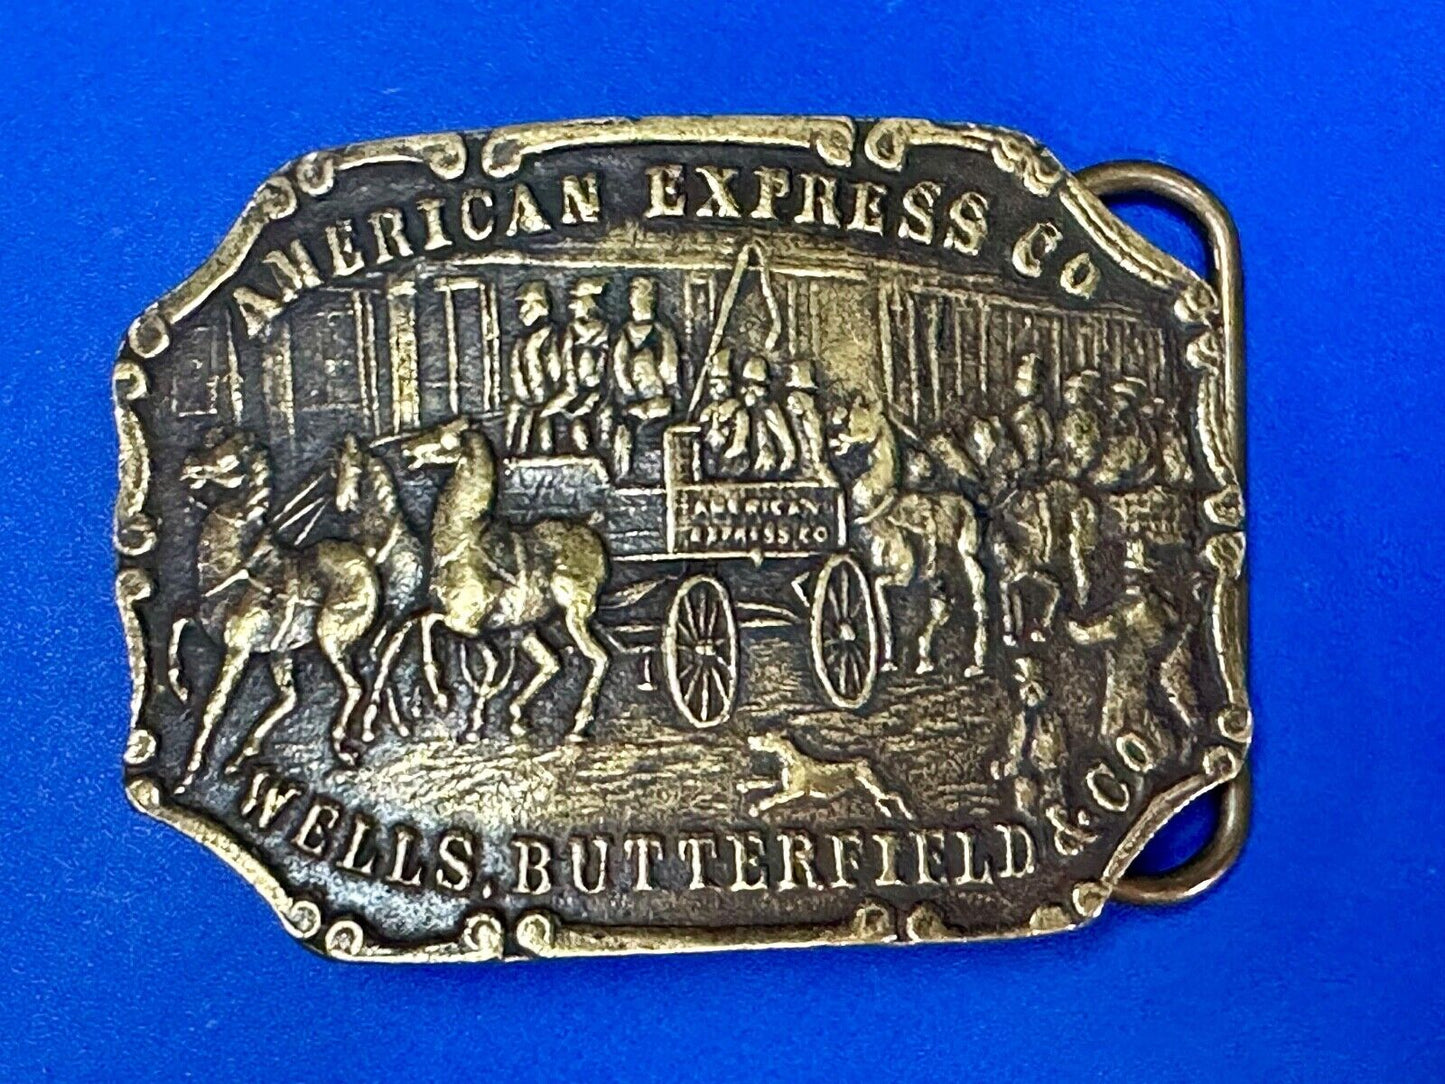 AMERICAN EXPRESS Co
AMERICAN
EXPRESS CO
WELLS, BUTTERFIELD & CO.